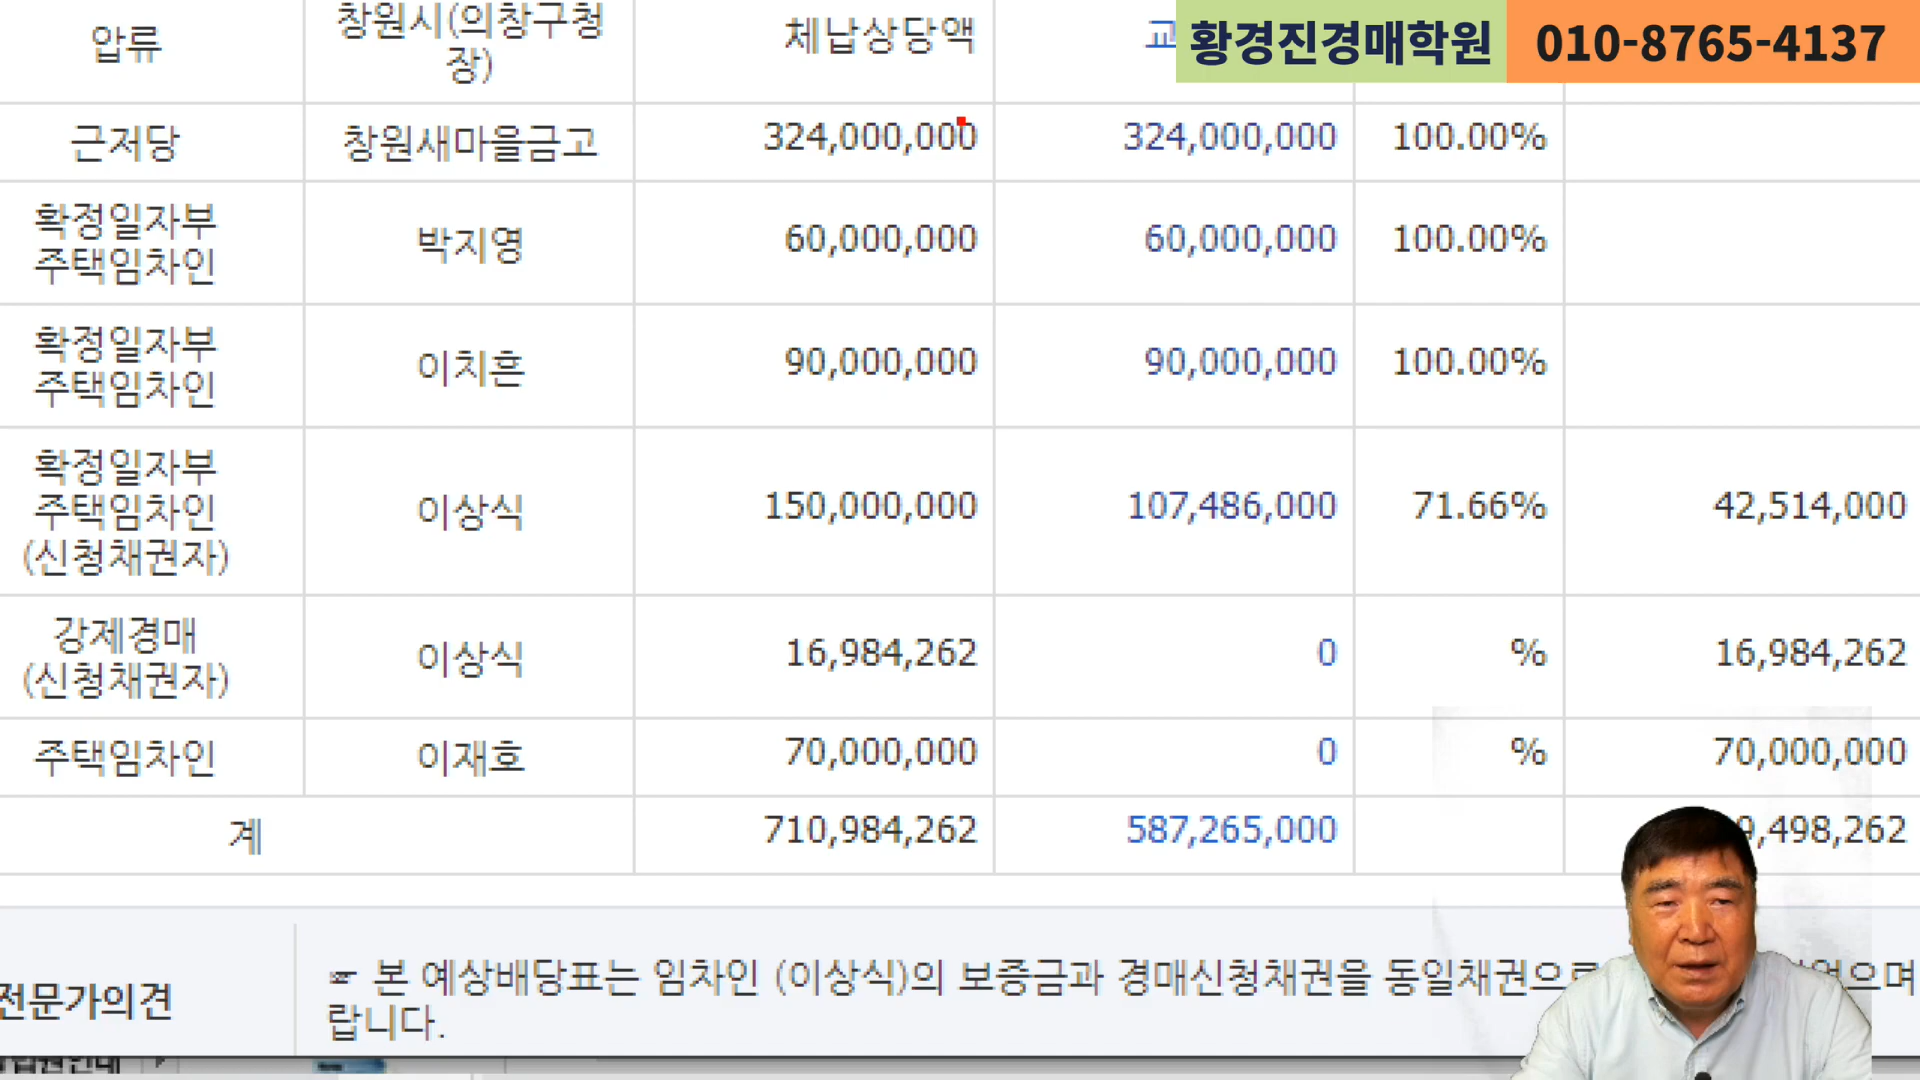 황경진경매학원 010-8765-4137
압류 창원시(의창구청장) 체납상당액 교
근저당 창원새마을금고 324,000,000 324,000,000 100.00%
확정일자부
주택임차인 박지영 60,000,000 60,000,000 100.00%
확정일자부
주택임차인 이치흔 90,000,000 90,000,000 100.00%
확정일자부
주택임차인
(신청채권자) 이상식 150,000,000 107,486,000 71.66% 42,514,000
강제경매
(신청채권자) 이상식 16,984,262 0 % 16,984,262
주택임차인 이재호 70,000,000 0 % 70,000,000
계 710,984,262 587,265,000 9,498,262
전문가의견
☞ 본 예상배당표는 임차인 (이상식)의 보증금과 경매신청채권을 동일채권으로
랍니다.